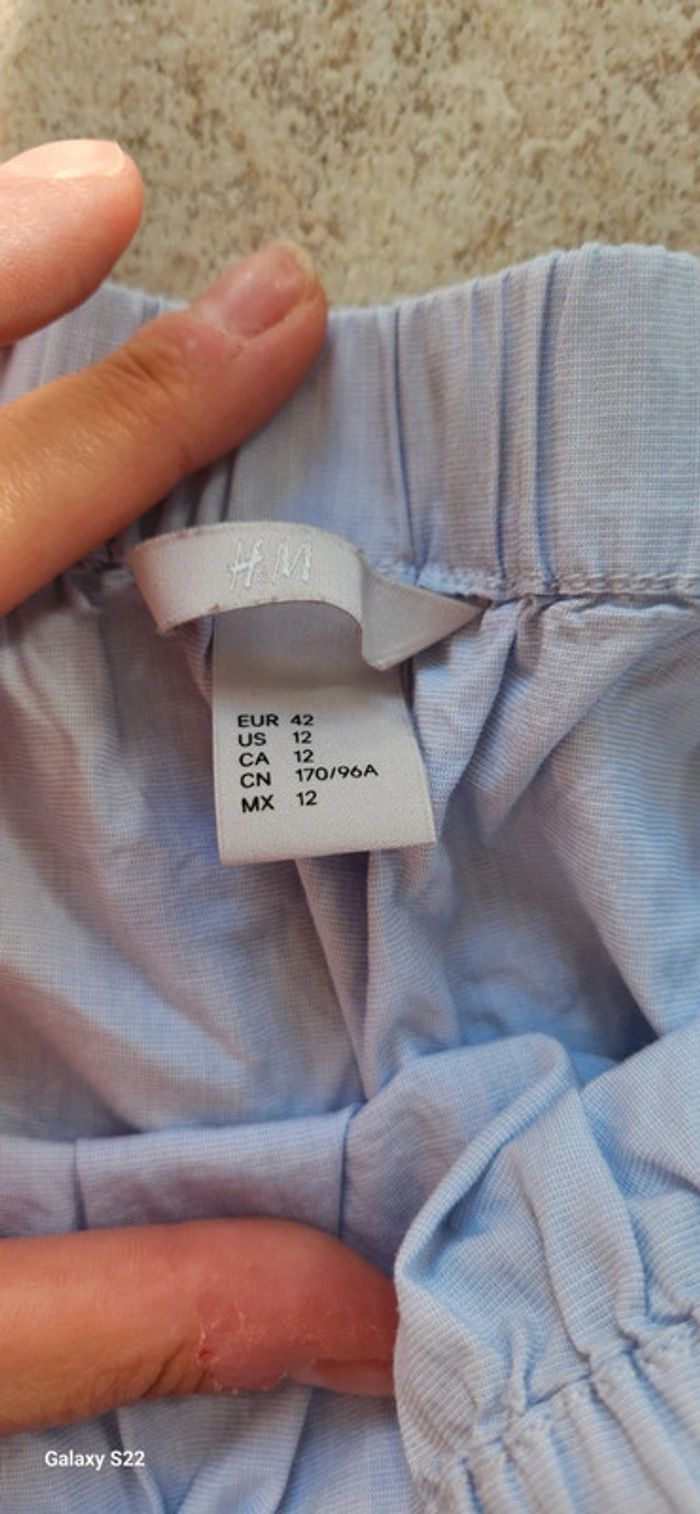 H&M
EUR 42
US 12
CA 12
CN 170/96A
MX 12
Galaxy S22